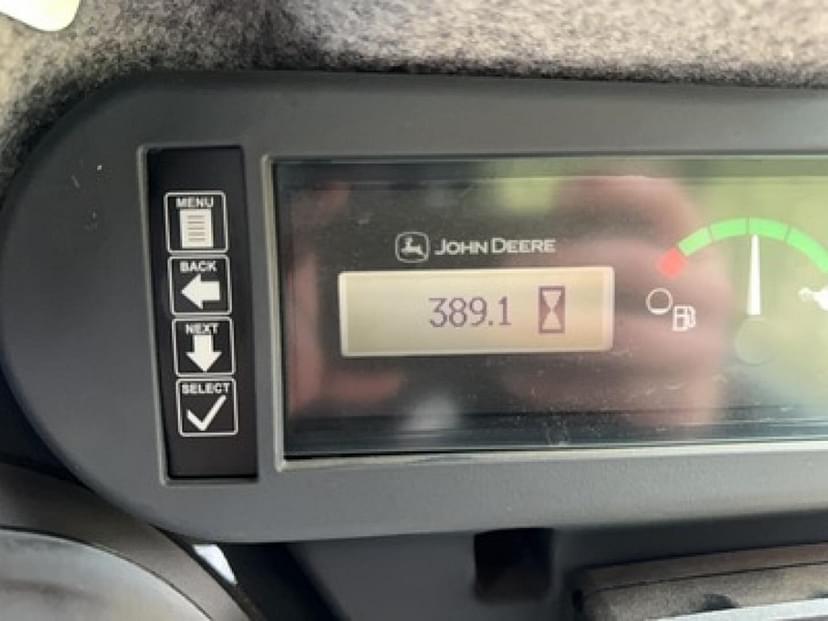 MENU
BACK
NEXT
SELECT
JOHN DEERE
389.1